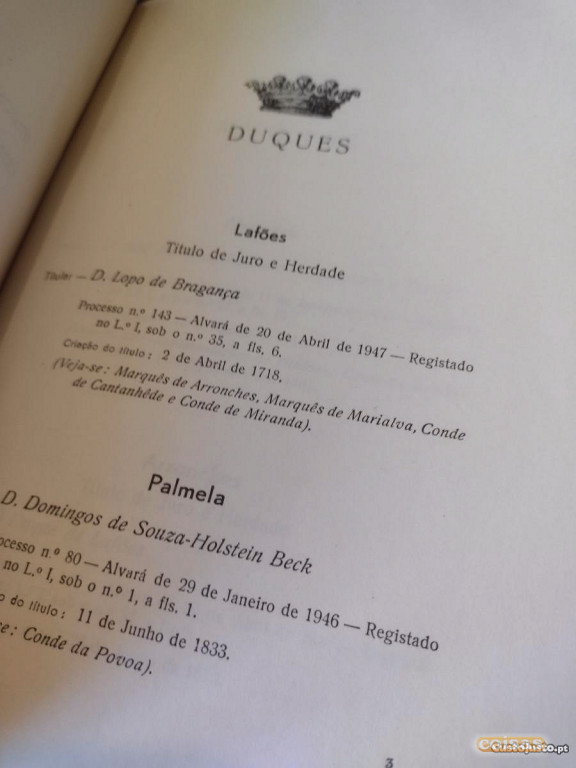 DUQUES
Lafões
Título de Juro e Herdade
Titular — D. Lopo de Bragança
Processo n.º 143 — Alvará de 20 de Abril de 1947 — Registado
no L.º I, sob o n.º 35, a fls. 6.
Criação do título: 2 de Abril de 1718.
(Veja-se: Marquês de Arronches, Marquês de Marialva, Conde
de Cantanhêde e Conde de Miranda).
Palmela
D. Domingos de Souza-Holstein Beck
ocesso n.º 80 — Alvará de 29 de Janeiro de 1946 — Registado
no L.º I, sob o n.º 1, a fls. 1.
o do título: 11 de Junho de 1833.
e: Conde da Povoa).
3
coisas
CustoJusto.pt